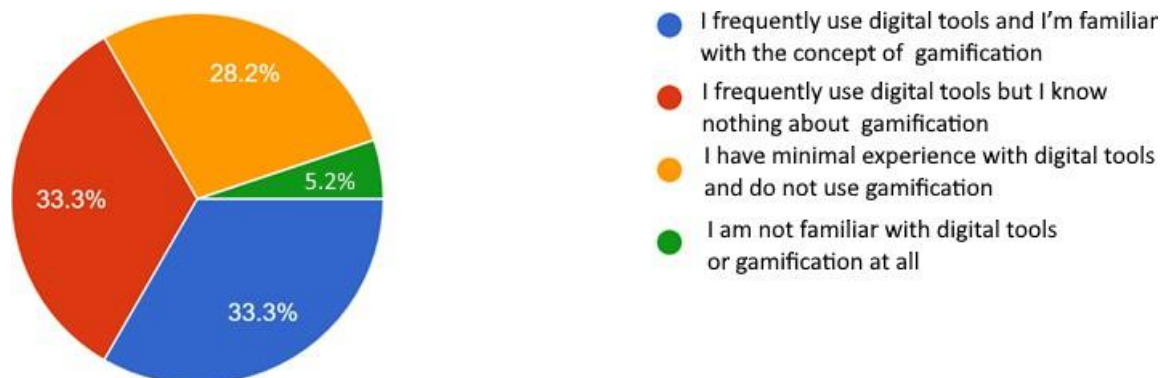 28.2%
33.3%
5.2%
33.3%
I frequently use digital tools and I'm familiar
with the concept of gamification
I frequently use digital tools but I know
nothing about gamification
I have minimal experience with digital tools
and do not use gamification
I am not familiar with digital tools
or gamification at all